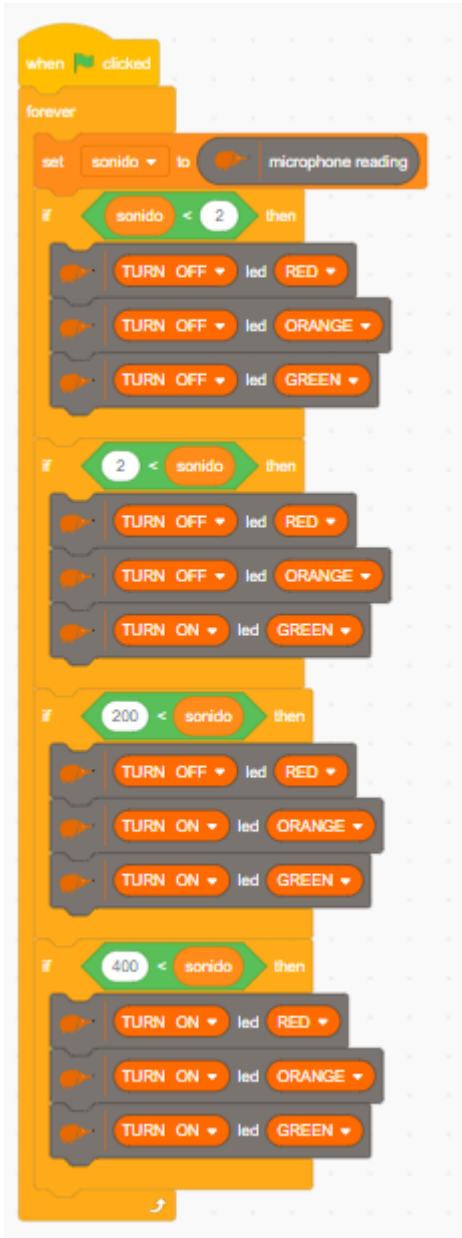 when clicked
forever
set sonido to microphone reading
if sonido < 2 then
TURN OFF led RED
TURN OFF led ORANGE
TURN OFF led GREEN
if 2 < sonido then
TURN OFF led RED
TURN OFF led ORANGE
TURN ON led GREEN
if 200 < sonido then
TURN OFF led RED
TURN ON led ORANGE
TURN ON led GREEN
if 400 < sonido then
TURN ON led RED
TURN ON led ORANGE
TURN ON led GREEN